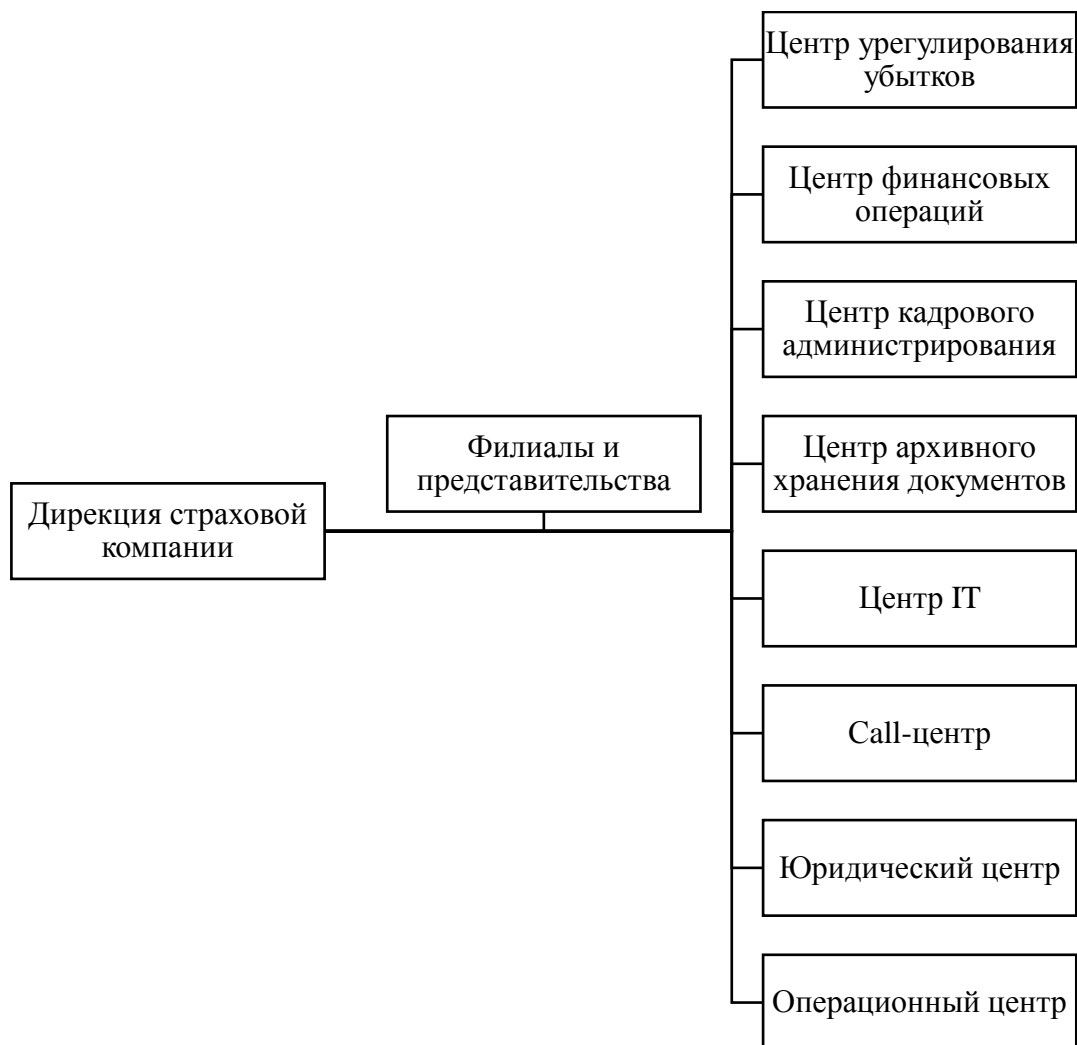 Центр урегулирования
убытков
Центр финансовых
операций
Центр кадрового
администрирования
Филиалы и
представительства
Центр архивного
хранения документов
Дирекция страховой
компании
Центр IT
Call-центр
Юридический центр
Операционный центр